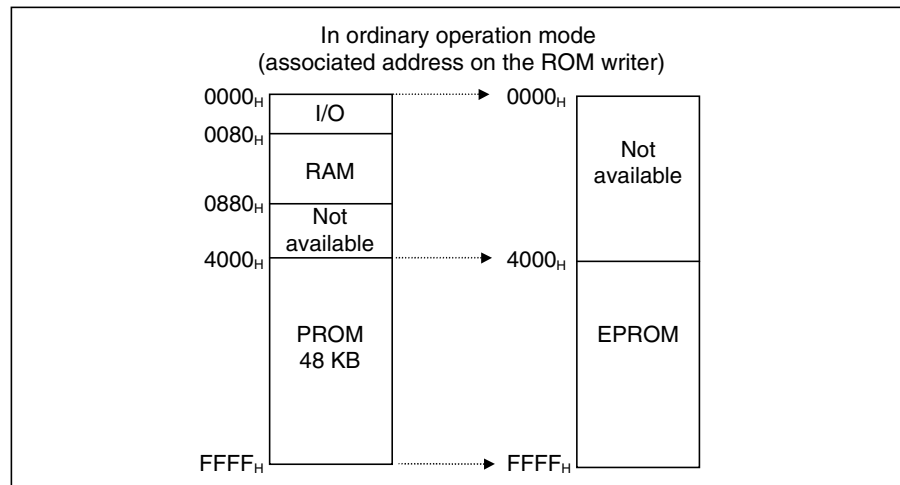 In ordinary operation mode
(associated address on the ROM writer)
0000H
I/O
0080H
RAM
0880H
Not
available
4000H
PROM
48 KB
FFFFH
0000H
Not
available
4000H
EPROM
FFFFH